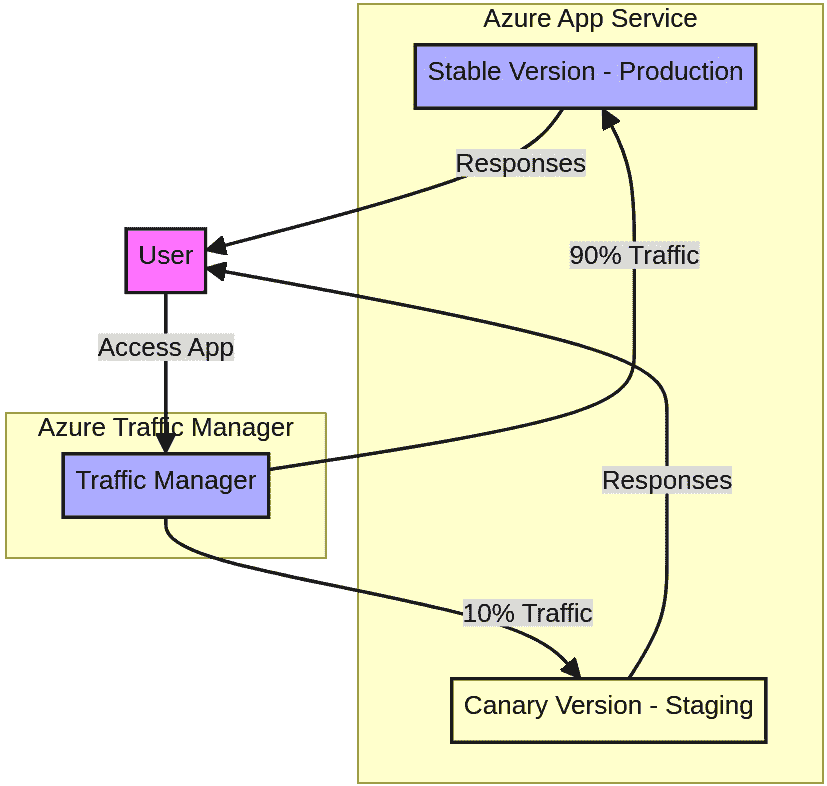 Azure App Service
Stable Version - Production
Responses
User
90% Traffic
Access App
Azure Traffic Manager
Traffic Manager
Responses
10% Traffic
Canary Version - Staging